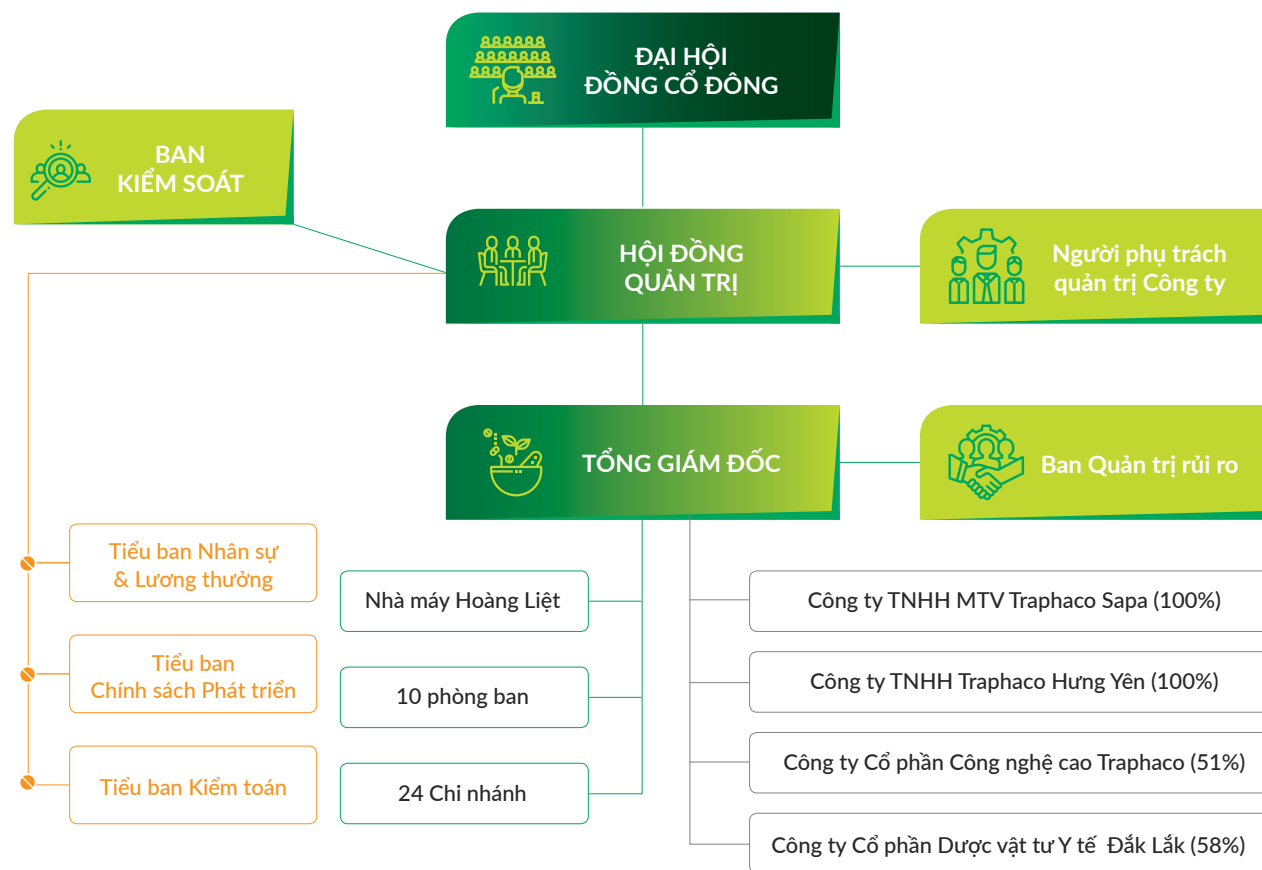 ĐẠI HỘI
ĐỒNG CỔ ĐÔNG
BAN
KIỂM SOÁT
HỘI ĐỒNG
QUẢN TRỊ
Người phụ trách
quản trị Công ty
TỔNG GIÁM ĐỐC
Ban Quản trị rủi ro
Tiểu ban Nhân sự
& Lương thưởng
Tiểu ban
Chính sách Phát triển
Tiểu ban Kiểm toán
Nhà máy Hoàng Liệt
10 phòng ban
24 Chi nhánh
Công ty TNHH MTV Traphaco Sapa (100%)
Công ty TNHH Traphaco Hưng Yên (100%)
Công ty Cổ phần Công nghệ cao Traphaco (51%)
Công ty Cổ phần Dược vật tư Y tế Đắk Lắk (58%)